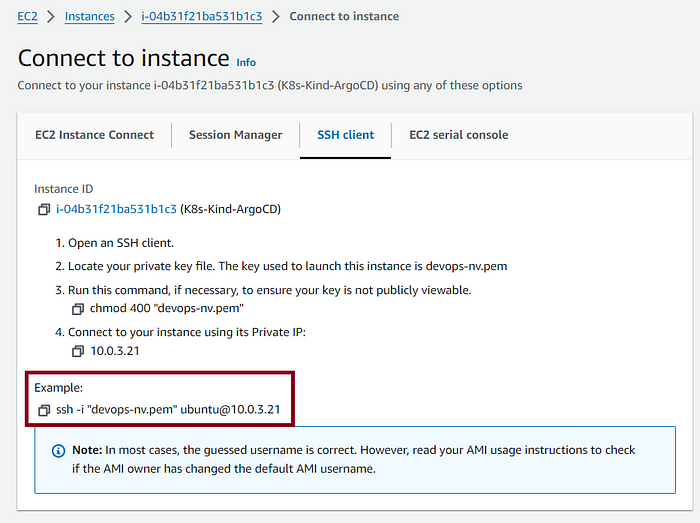 EC2 > Instances > i-04b31f21ba531b1c3 > Connect to instance
Connect to instance Info
Connect to your instance i-04b31f21ba531b1c3 (K8s-Kind-ArgoCD) using any of these options
EC2 Instance Connect
Session Manager
SSH client
EC2 serial console
Instance ID
i-04b31f21ba531b1c3 (K8s-Kind-ArgoCD)
1. Open an SSH client.
2. Locate your private key file. The key used to launch this instance is devops-nv.pem
3. Run this command, if necessary, to ensure your key is not publicly viewable.
chmod 400 "devops-nv.pem"
4. Connect to your instance using its Private IP:
10.0.3.21
Example:
ssh -i "devops-nv.pem" ubuntu@10.0.3.21
Note: In most cases, the guessed username is correct. However, read your AMI usage instructions to check
if the AMI owner has changed the default AMI username.